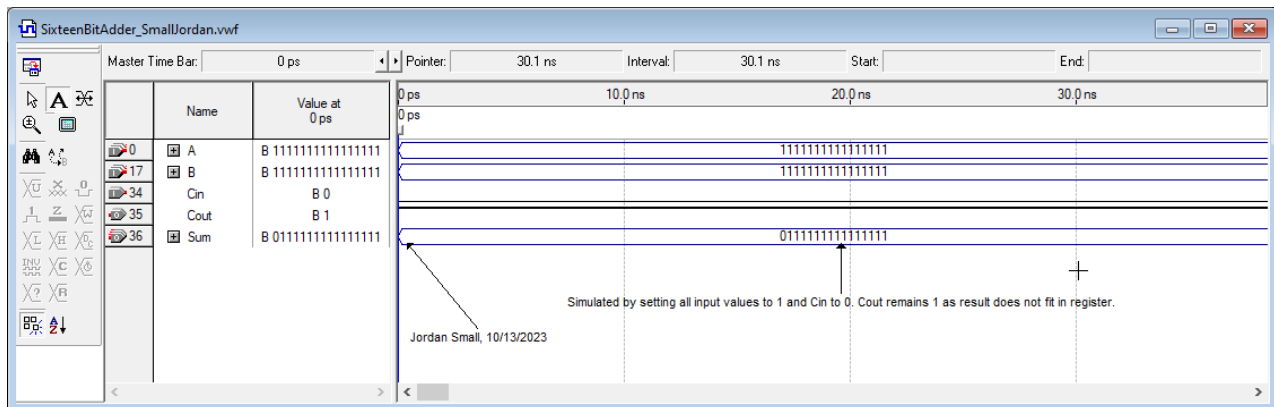 SixteenBitAdder_SmallJordan.vwf
Master Time Bar: 0 ps Pointer: 30.1 ns Interval: 30.1 ns Start: End:
Name Value at 0 ps
0 ps 10.0 ns 20.0 ns 30.0 ns
0 ps
0 A B 1111111111111111 1111111111111111
17 B B 1111111111111111 1111111111111111
34 Cin B 0
35 Cout B 1
36 Sum B 0111111111111111 0111111111111111
Simulated by setting all input values to 1 and Cin to 0. Cout remains 1 as result does not fit in register.
Jordan Small, 10/13/2023